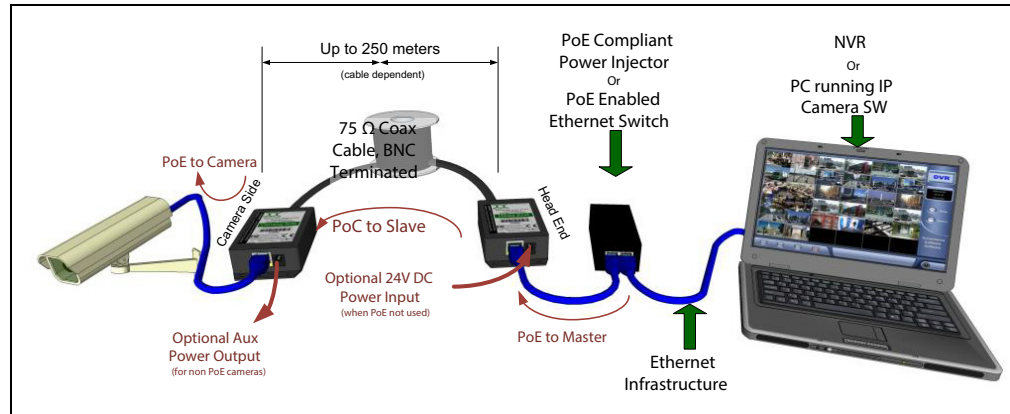 Up to 250 meters
(cable dependent)
PoE Compliant
Power Injector
Or
PoE Enabled
Ethernet Switch
NVR
Or
PC running IP
Camera SW
75 Ω Coax
Cable, BNC
Terminated
PoE to Camera
Camera Side
PoC to Slave
Head End
DVR
Optional 24V DC
Power Input
(when PoE not used)
Optional Aux
Power Output
(for non PoE cameras)
PoE to Master
Ethernet
Infrastructure